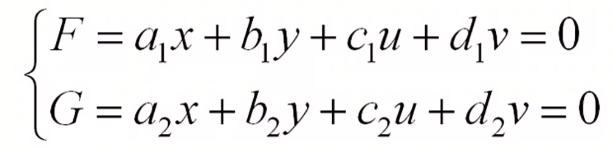 F = a₁x + b₁y + c₁u + d₁v = 0
G = a₂x + b₂y + c₂u + d₂v = 0